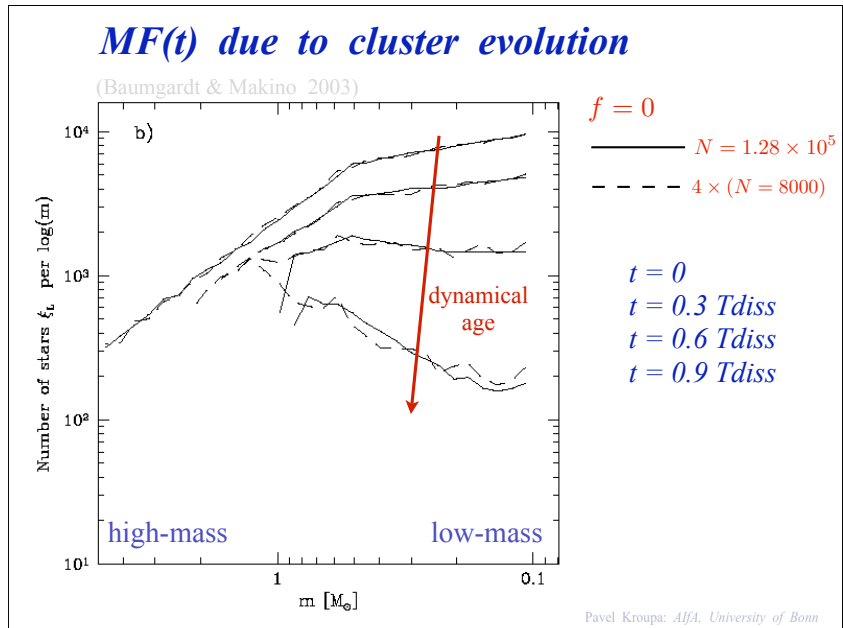 MF(t) due to cluster evolution
(Baumgardt & Makino 2003)
b)
f = 0
N = 1.28 × 10^5
4 × (N = 8000)
Number of stars ξ_L per log(m)
10^4
10^3
10^2
10^1
dynamical
age
t = 0
t = 0.3 Tdiss
t = 0.6 Tdiss
t = 0.9 Tdiss
high-mass
low-mass
1
0.1
m [M_⊙]
Pavel Kroupa: AIfA, University of Bonn